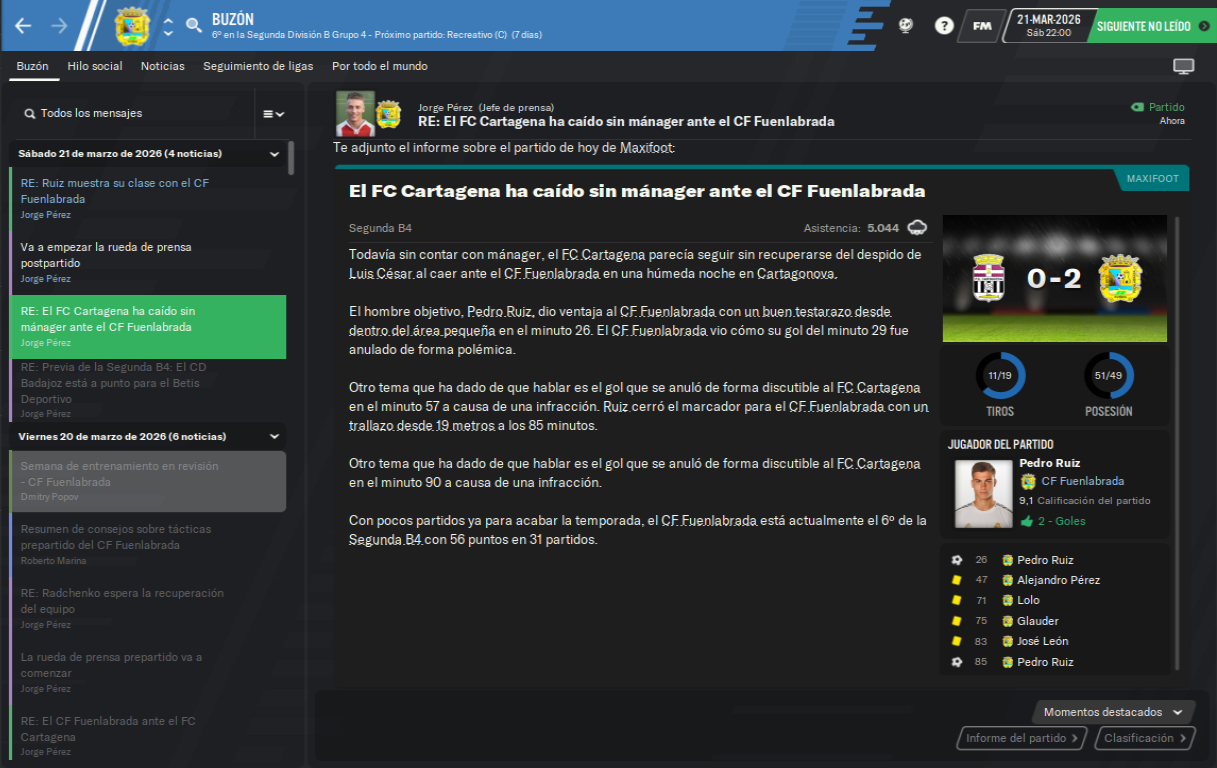 BUZÓN
6º en la Segunda División B Grupo 4 - Próximo partido: Recreativo (C) (7 días)
?
FM
21-MAR-2026
Sáb 22:00
SIGUIENTE NO LEÍDO
Buzón
Hilo social
Noticias
Seguimiento de ligas
Por todo el mundo
Todos los mensajes
Sábado 21 de marzo de 2026 (4 noticias)
RE: Ruiz muestra su clase con el CF
Fuenlabrada
Jorge Pérez
Va a empezar la rueda de prensa
postpartido
Jorge Pérez
RE: El FC Cartagena ha caído sin
mánager ante el CF Fuenlabrada
Jorge Pérez
RE: Previa de la Segunda B4: El CD
Badajoz está a punto para el Betis
Deportivo
Jorge Pérez
Viernes 20 de marzo de 2026 (6 noticias)
Semana de entrenamiento en revisión
- CF Fuenlabrada
Dmitry Popov
Resumen de consejos sobre tácticas
prepartido del CF Fuenlabrada
Roberto Marina
RE: Radchenko espera la recuperación
del equipo
Jorge Pérez
La rueda de prensa prepartido va a
comenzar
Jorge Pérez
RE: El CF Fuenlabrada ante el FC
Cartagena
Jorge Pérez
Jorge Pérez (Jefe de prensa)
RE: El FC Cartagena ha caído sin mánager ante el CF Fuenlabrada
Partido
Ahora
Te adjunto el informe sobre el partido de hoy de Maxifoot:
MAXIFOOT
El FC Cartagena ha caído sin mánager ante el CF Fuenlabrada
Segunda B4
Asistencia: 5.044
Todavía sin contar con mánager, el FC Cartagena parecía seguir sin recuperarse del despido de
Luis César al caer ante el CF Fuenlabrada en una húmeda noche en Cartagonova.
El hombre objetivo, Pedro Ruiz, dio ventaja al CF Fuenlabrada con un buen testarazo desde
dentro del área pequeña en el minuto 26. El CF Fuenlabrada vio cómo su gol del minuto 29 fue
anulado de forma polémica.
Otro tema que ha dado de que hablar es el gol que se anuló de forma discutible al FC Cartagena
en el minuto 57 a causa de una infracción. Ruiz cerró el marcador para el CF Fuenlabrada con un
trallazo desde 19 metros a los 85 minutos.
Otro tema que ha dado de que hablar es el gol que se anuló de forma discutible al FC Cartagena
en el minuto 90 a causa de una infracción.
Con pocos partidos ya para acabar la temporada, el CF Fuenlabrada está actualmente el 6º de la
Segunda B4 con 56 puntos en 31 partidos.
0-2
11/19
TIROS
51/49
POSESIÓN
JUGADOR DEL PARTIDO
Pedro Ruiz
CF Fuenlabrada
9,1 Calificación del partido
2 - Goles
26 Pedro Ruiz
47 Alejandro Pérez
71 Lolo
75 Glauder
83 José León
85 Pedro Ruiz
Momentos destacados
Informe del partido
Clasificación